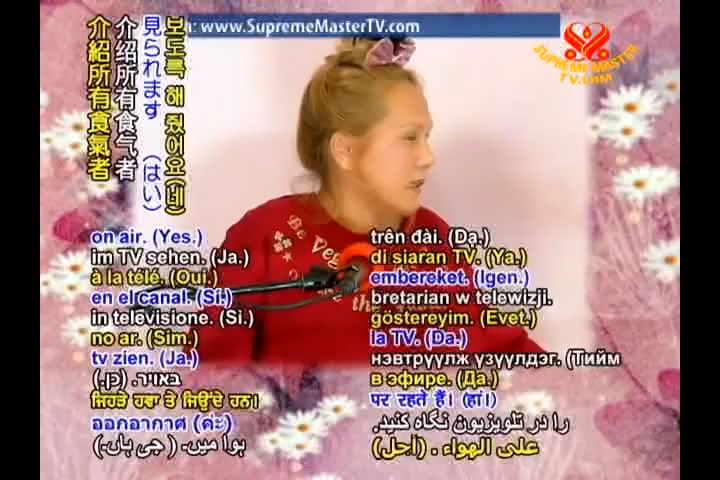 : www.SupremeMasterTV.com
SUPREME MASTER
TV.COM
보도록 해 줬어요(네)
見られます (はい)
介绍所有食气者
介紹所有食氣者
Be Veg
the
on air. (Yes.)
im TV sehen. (Ja.)
à la télé. (Oui.)
en el canal. (Sí.)
in televisione. (Si.)
no ar. (Sim.)
tv zien. (Ja.)
באויר. (כן.)
ਜਿਹੜੇ ਹਵਾ ਤੇ ਜਿਉਂਦੇ ਹਨ।
ออกอากาศ (ค่ะ)
ہوا میں۔ (جی ہاں۔)
trên đài. (Dạ.)
di siaran TV. (Ya.)
embereket. (Igen.)
bretarian w telewizji.
göstereyim. (Evet.)
la TV. (Da.)
нэвтрүүлж үзүүлдэг. (Тийм
в эфире. (Да.)
पर रहते हैं। (हां)
را در تلویزیون نگاه کنید.
على الهواء . (أجل)